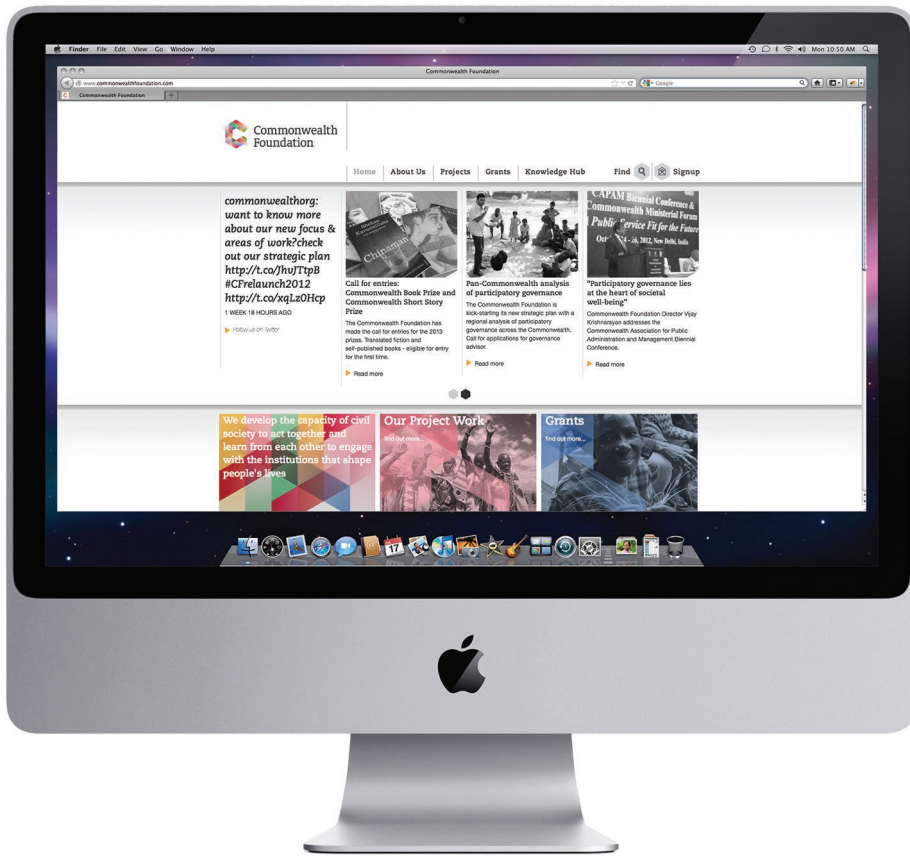 Finder File Edit View Go Window Help
Mon 10:50 AM
Commonwealth Foundation
www.commonwealthfoundation.com
Google
Commonwealth Foundation
Commonwealth
Foundation
Home About Us Projects Grants Knowledge Hub Find Signup
commonwealthorg:
want to know more
about our new focus &
areas of work?check
out our strategic plan
http://t.co/JhvJTtpB
#CFrelaunch2012
http://t.co/xqLz0Hcp
1 WEEK 18 HOURS AGO
Follow us on Twitter
Chinaman
Call for entries:
Commonwealth Book Prize and
Commonwealth Short Story
Prize
The Commonwealth Foundation has
made the call for entries for the 2013
prizes. Translated fiction and
self-published books - eligible for entry
for the first time.
Read more
Pan-Commonwealth analysis
of participatory governance
The Commonwealth Foundation is
kick-starting its new strategic plan with a
regional analysis of participatory
governance across the Commonwealth.
Call for applications for governance
advisor.
Read more
CAPAM Biennial Conference &
Commonwealth Ministerial Forum
Public Service Fit for the Future
2012, New Delhi, India
"Participatory governance lies
at the heart of societal
well-being"
Commonwealth Foundation Director Vijay
Krishnarayan addresses the
Commonwealth Association for Public
Administration and Management Biennial
Conference.
Read more
We develop the capacity of civil
society to act together and
learn from each other to engage
with the institutions that shape
people's lives
Our Project Work
find out more...
Grants
find out more...
17